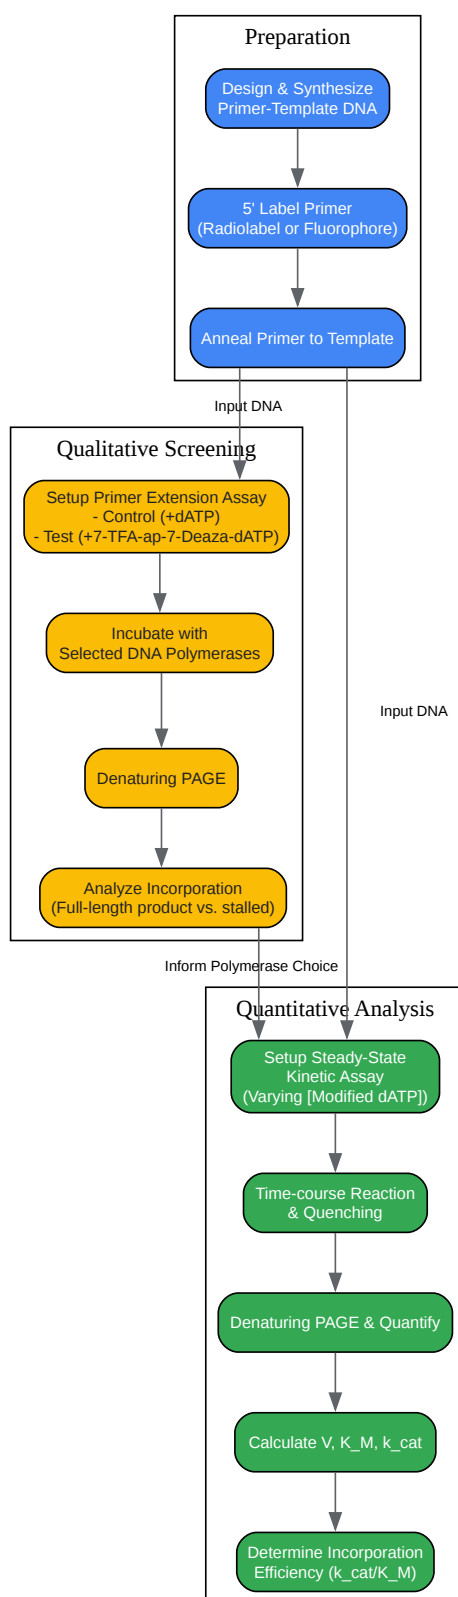 Preparation
Design & Synthesize
Primer-Template DNA
5' Label Primer
(Radiolabel or Fluorophore)
Anneal Primer to Template
Input DNA
Qualitative Screening
Setup Primer Extension Assay
- Control (+dATP)
- Test (+7-TFA-ap-7-Deaza-dATP)
Incubate with
Selected DNA Polymerases
Input DNA
Denaturing PAGE
Analyze Incorporation
(Full-length product vs. stalled)
Inform Polymerase Choice
Quantitative Analysis
Setup Steady-State
Kinetic Assay
(Varying [Modified dATP])
Time-course Reaction
& Quenching
Denaturing PAGE & Quantify
Calculate V, K_M, k_cat
Determine Incorporation
Efficiency (k_cat/K_M)